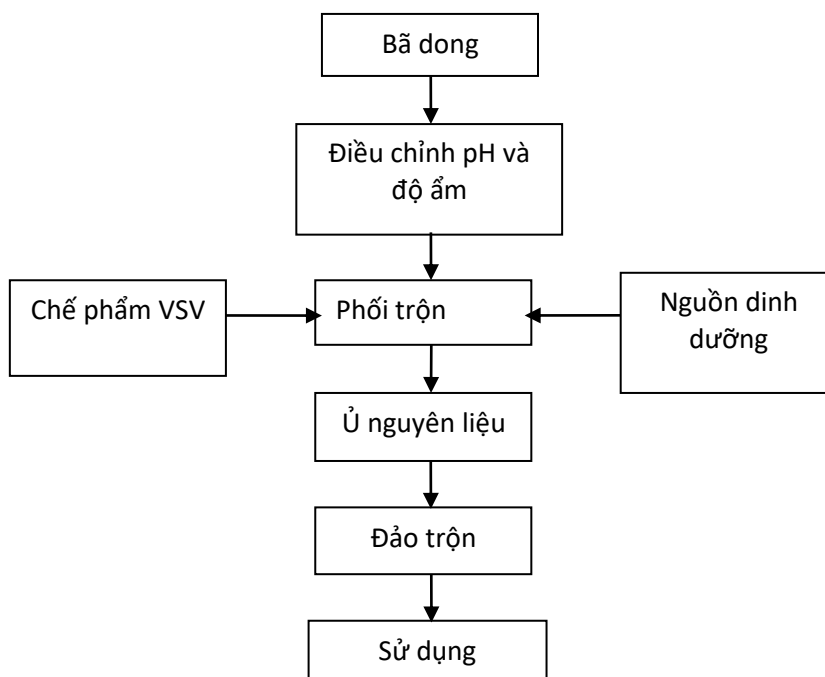 Bã dong
Điều chỉnh pH và
độ ẩm
Chế phẩm VSV
Phối trộn
Nguồn dinh
dưỡng
Ủ nguyên liệu
Đảo trộn
Sử dụng